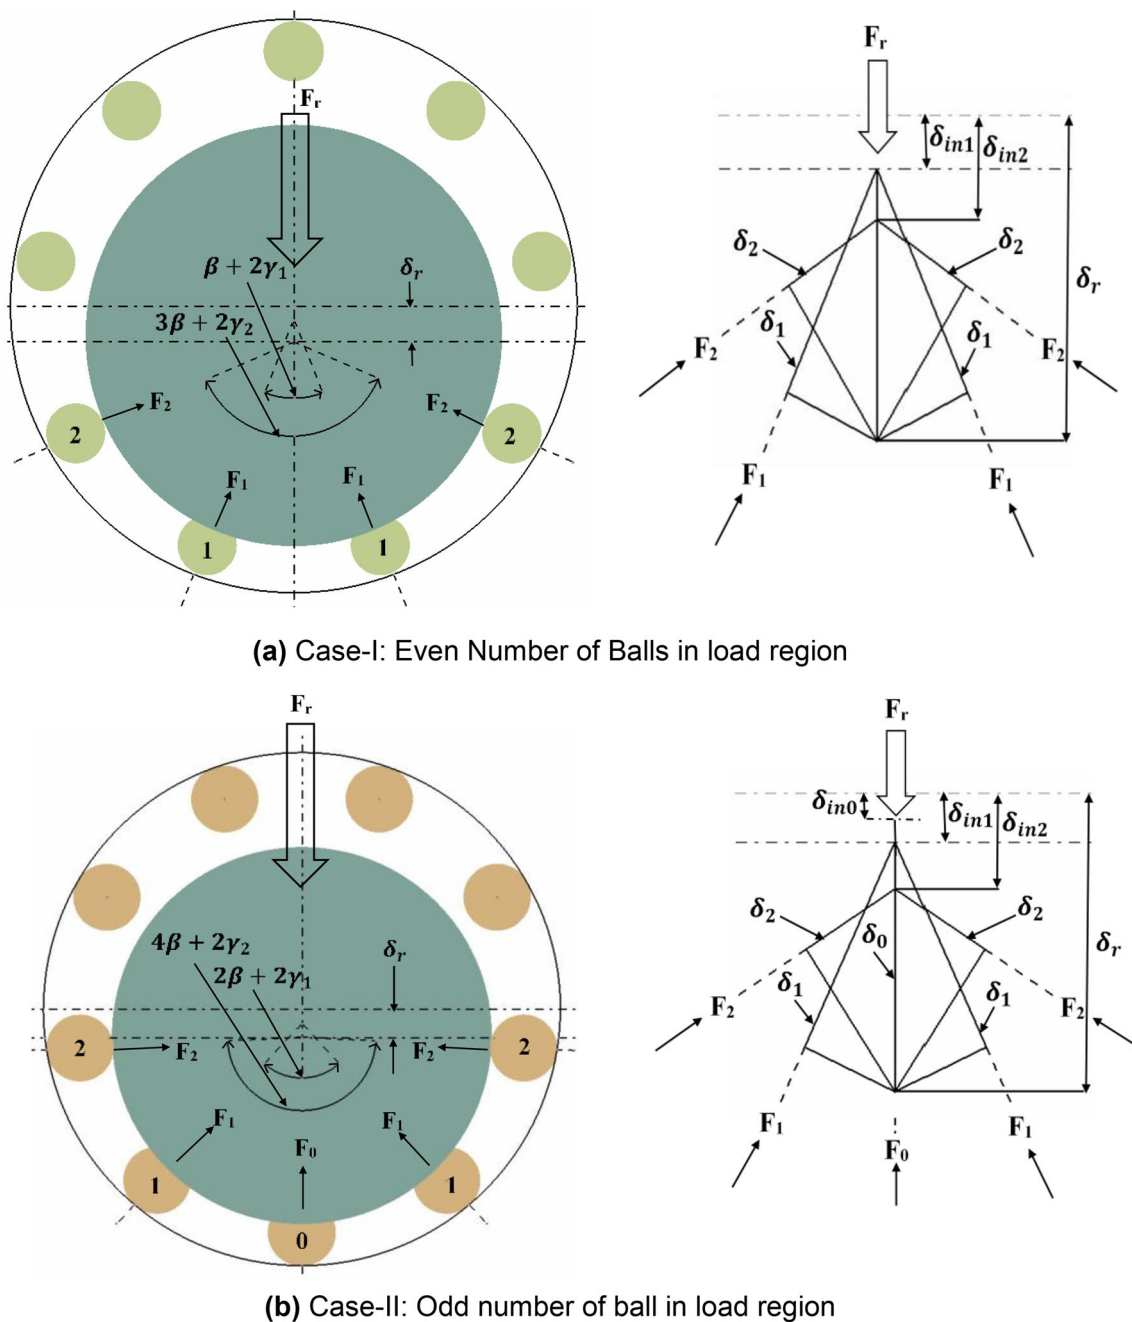 Fᵣ
β + 2γ₁
δᵣ
3β + 2γ₂
F₂
F₂
2
2
F₁
F₁
1
1
Fᵣ
δᵢₙ₁
δᵢₙ₂
δ₂
δ₂
δᵣ
δ₁
δ₁
F₂
F₂
F₁
F₁
(a) Case-I: Even Number of Balls in load region
Fᵣ
4β + 2γ₂
δᵣ
2β + 2γ₁
2
F₂
F₂
2
F₁
F₁
F₀
1
1
0
Fᵣ
δᵢₙ₀
δᵢₙ₁
δᵢₙ₂
δ₂
δ₂
δ₀
δᵣ
δ₁
δ₁
F₂
F₂
F₁
F₀
F₁
(b) Case-II: Odd number of ball in load region